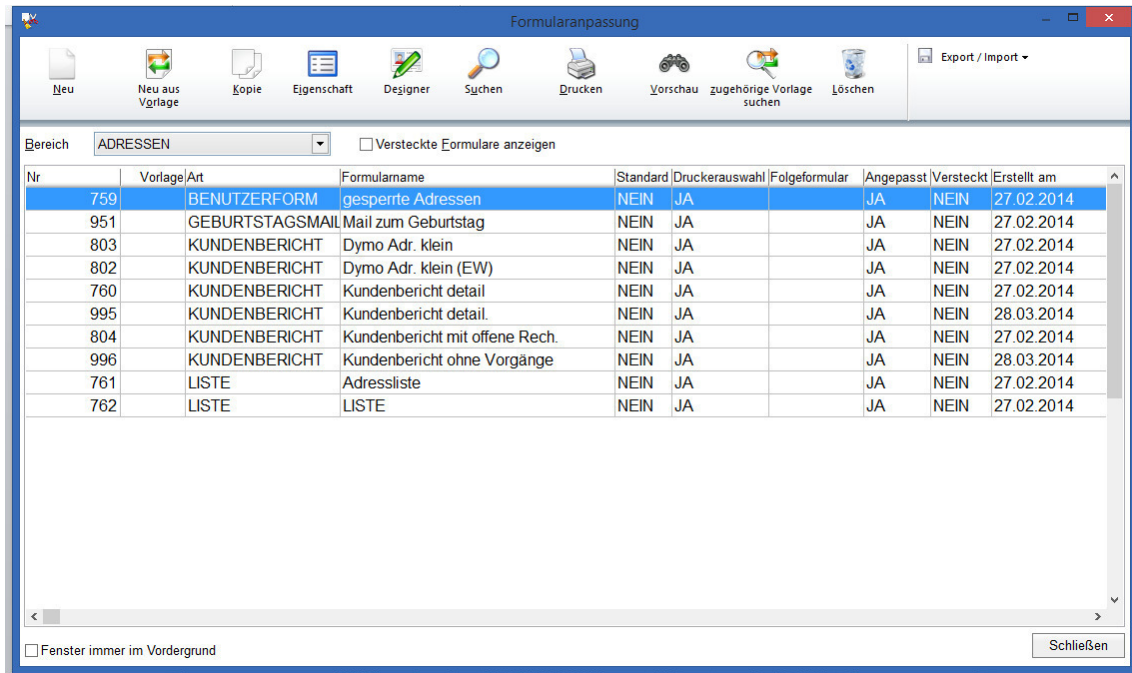 Formularanpassung
Neu
Neu aus Vorlage
Kopie
Eigenschaft
Designer
Suchen
Drucken
Vorschau
zugehörige Vorlage suchen
Löschen
Export / Import
Bereich ADRESSEN Versteckte Formulare anzeigen
Nr Vorlage Art Formularname Standard Druckerauswahl Folgeformular Angepasst Versteckt Erstellt am
759 BENUTZERFORM gesperrte Adressen NEIN JA JA NEIN 27.02.2014
951 GEBURTSTAGSMAIL Mail zum Geburtstag NEIN JA JA NEIN 27.02.2014
803 KUNDENBERICHT Dymo Adr. klein NEIN JA JA NEIN 27.02.2014
802 KUNDENBERICHT Dymo Adr. klein (EW) NEIN JA JA NEIN 27.02.2014
760 KUNDENBERICHT Kundenbericht detail NEIN JA JA NEIN 27.02.2014
995 KUNDENBERICHT Kundenbericht detail. NEIN JA JA NEIN 28.03.2014
804 KUNDENBERICHT Kundenbericht mit offene Rech. NEIN JA JA NEIN 27.02.2014
996 KUNDENBERICHT Kundenbericht ohne Vorgänge NEIN JA JA NEIN 28.03.2014
761 LISTE Adressliste NEIN JA JA NEIN 27.02.2014
762 LISTE LISTE NEIN JA JA NEIN 27.02.2014
Fenster immer im Vordergrund
Schließen